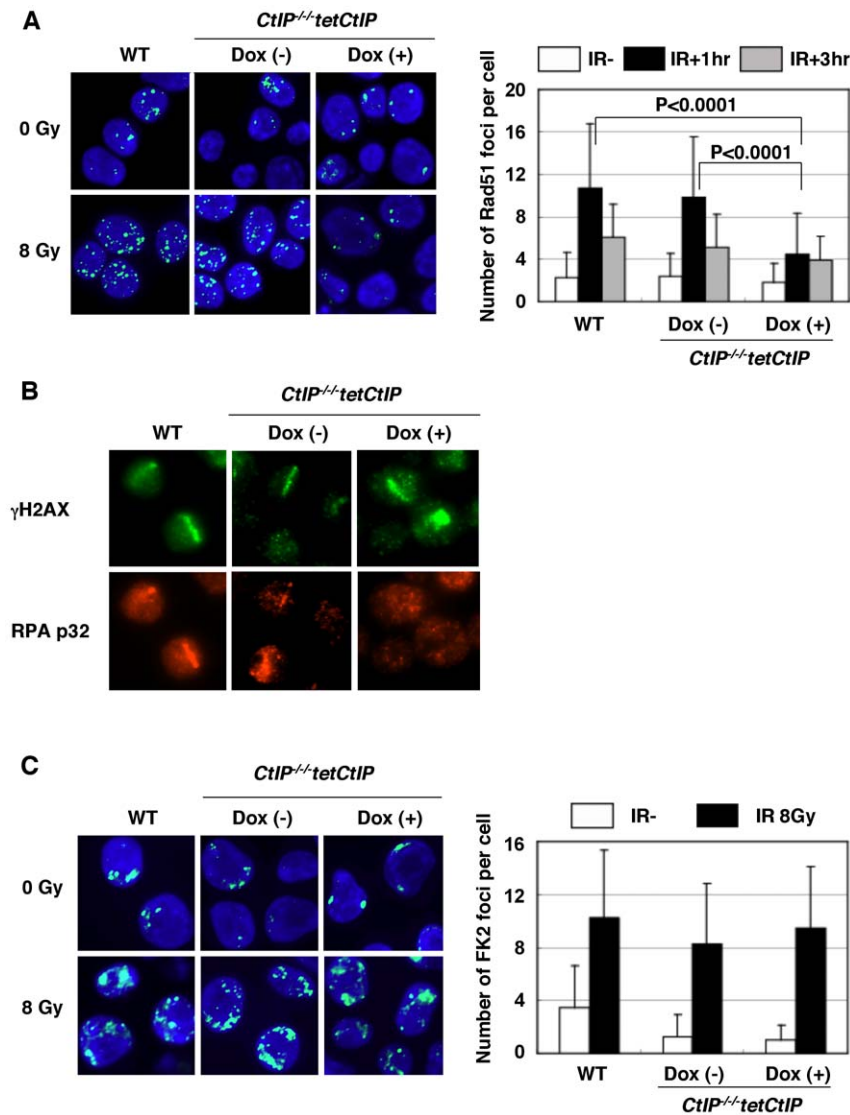 A
CtIP-/-/-tetCtIP
WT
Dox (-)
Dox (+)
0 Gy
8 Gy
IR-
IR+1hr
IR+3hr
Number of Rad51 foci per cell
20
16
12
8
4
0
P<0.0001
P<0.0001
WT
Dox (-)
Dox (+)
CtIP-/-/-tetCtIP
B
CtIP-/-/-tetCtIP
WT
Dox (-)
Dox (+)
γH2AX
RPA p32
C
CtIP-/-/-tetCtIP
WT
Dox (-)
Dox (+)
0 Gy
8 Gy
IR-
IR 8Gy
Number of FK2 foci per cell
16
12
8
4
0
WT
Dox (-)
Dox (+)
CtIP-/-/-tetCtIP